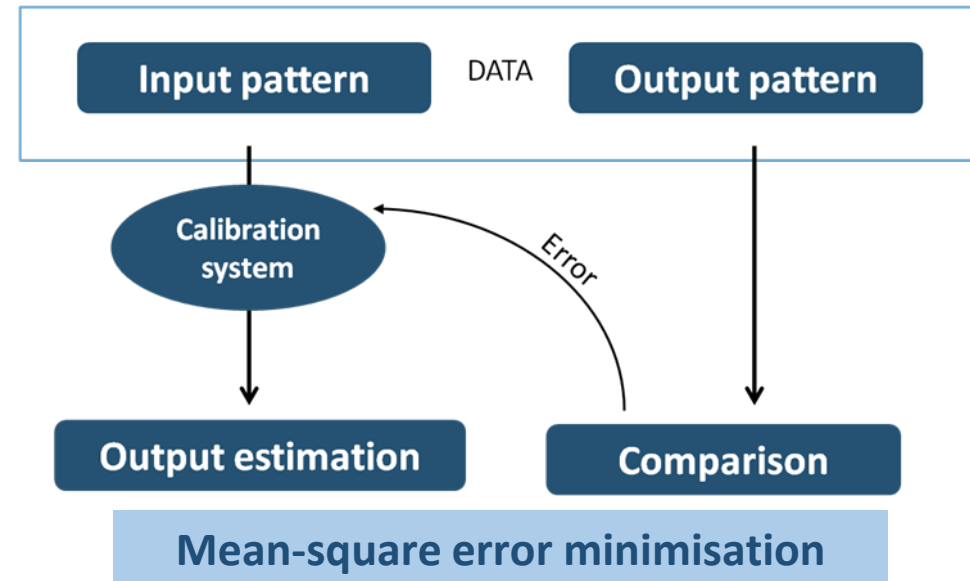 Input pattern
DATA
Output pattern
Calibration
system
Error
Output estimation
Comparison
Mean-square error minimisation